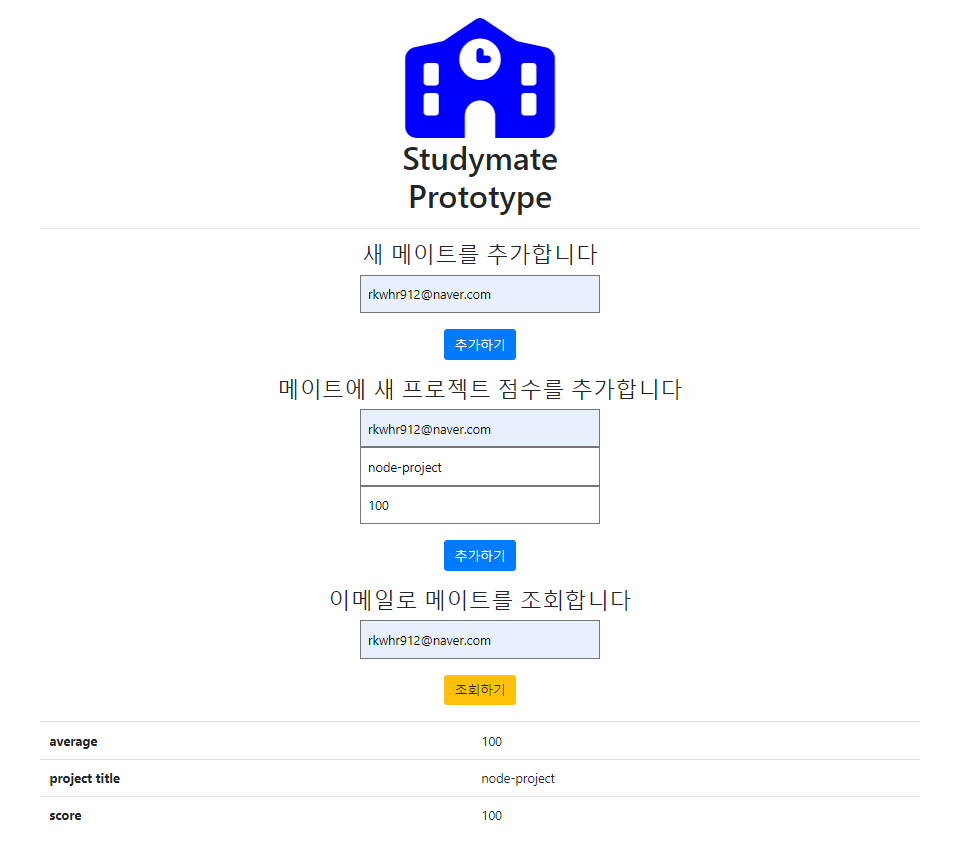 Studymate
Prototype
새 메이트를 추가합니다
rkwhr912@naver.com
추가하기
메이트에 새 프로젝트 점수를 추가합니다
rkwhr912@naver.com
node-project
100
추가하기
이메일로 메이트를 조회합니다
rkwhr912@naver.com
조회하기
average 100
project title node-project
score 100